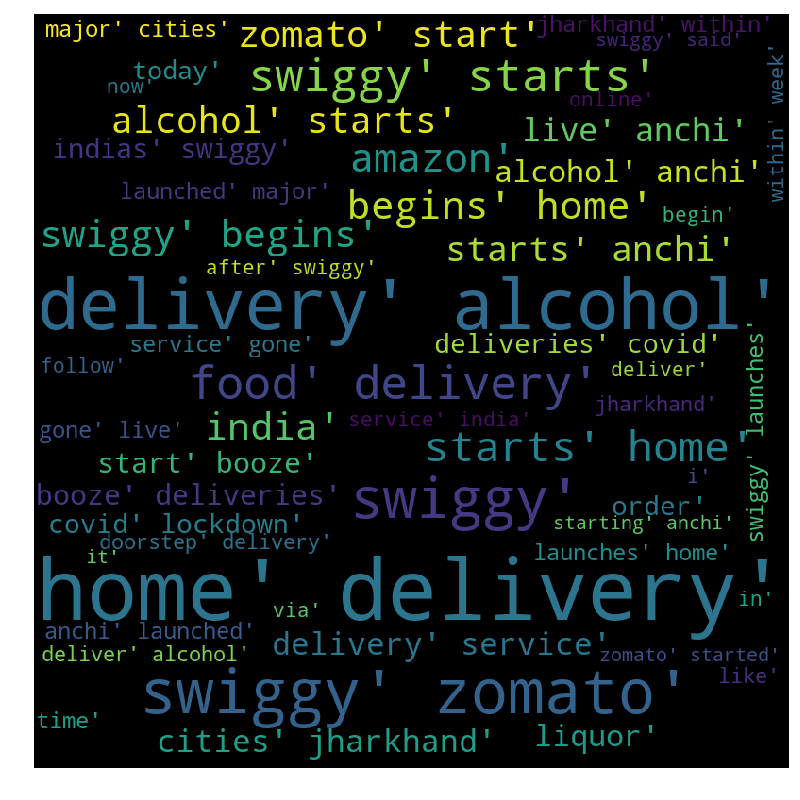 major' cities'
zomato' start'
jharkhand' within'
swiggy' said'
today'
now'
swiggy' starts'
within' week'
online'
alcohol' starts'
live' anchi'
indias' swiggy'
amazon'
alcohol' anchi'
launched' major'
begins' home'
begin'
swiggy' begins'
starts' anchi'
after' swiggy'
delivery' alcohol'
service' gone'
deliveries' covid'
swiggy' launches'
follow'
food' delivery'
deliver'
jharkhand'
service' india'
gone' live'
india'
starts' home'
start' booze'
i'
booze' deliveries'
swiggy'
order'
covid' lockdown'
starting' anchi'
doorstep' delivery'
it'
launches' home'
home' delivery'
via'
in'
anchi' launched'
delivery' service'
deliver' alcohol'
zomato' started'
swiggy' zomato'
like'
time'
cities' jharkhand'
liquor'